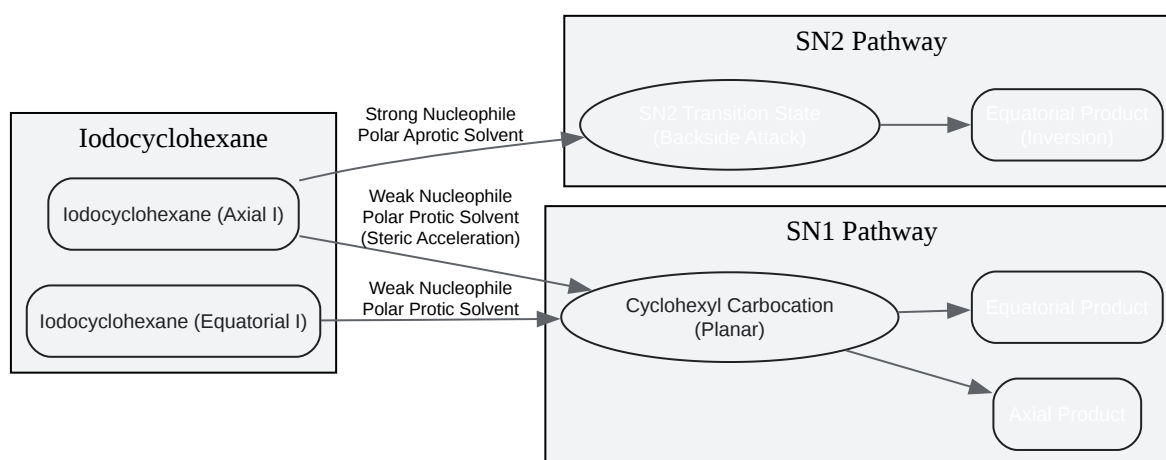 Iodocyclohexane
Iodocyclohexane (Axial I)
Iodocyclohexane (Equatorial I)
Strong Nucleophile
Polar Aprotic Solvent
Weak Nucleophile
Polar Protic Solvent
(Steric Acceleration)
Weak Nucleophile
Polar Protic Solvent
SN2 Pathway
SN2 Transition State
(Backside Attack)
Equatorial Product
(Inversion)
SN1 Pathway
Cyclohexyl Carbocation
(Planar)
Equatorial Product
Axial Product